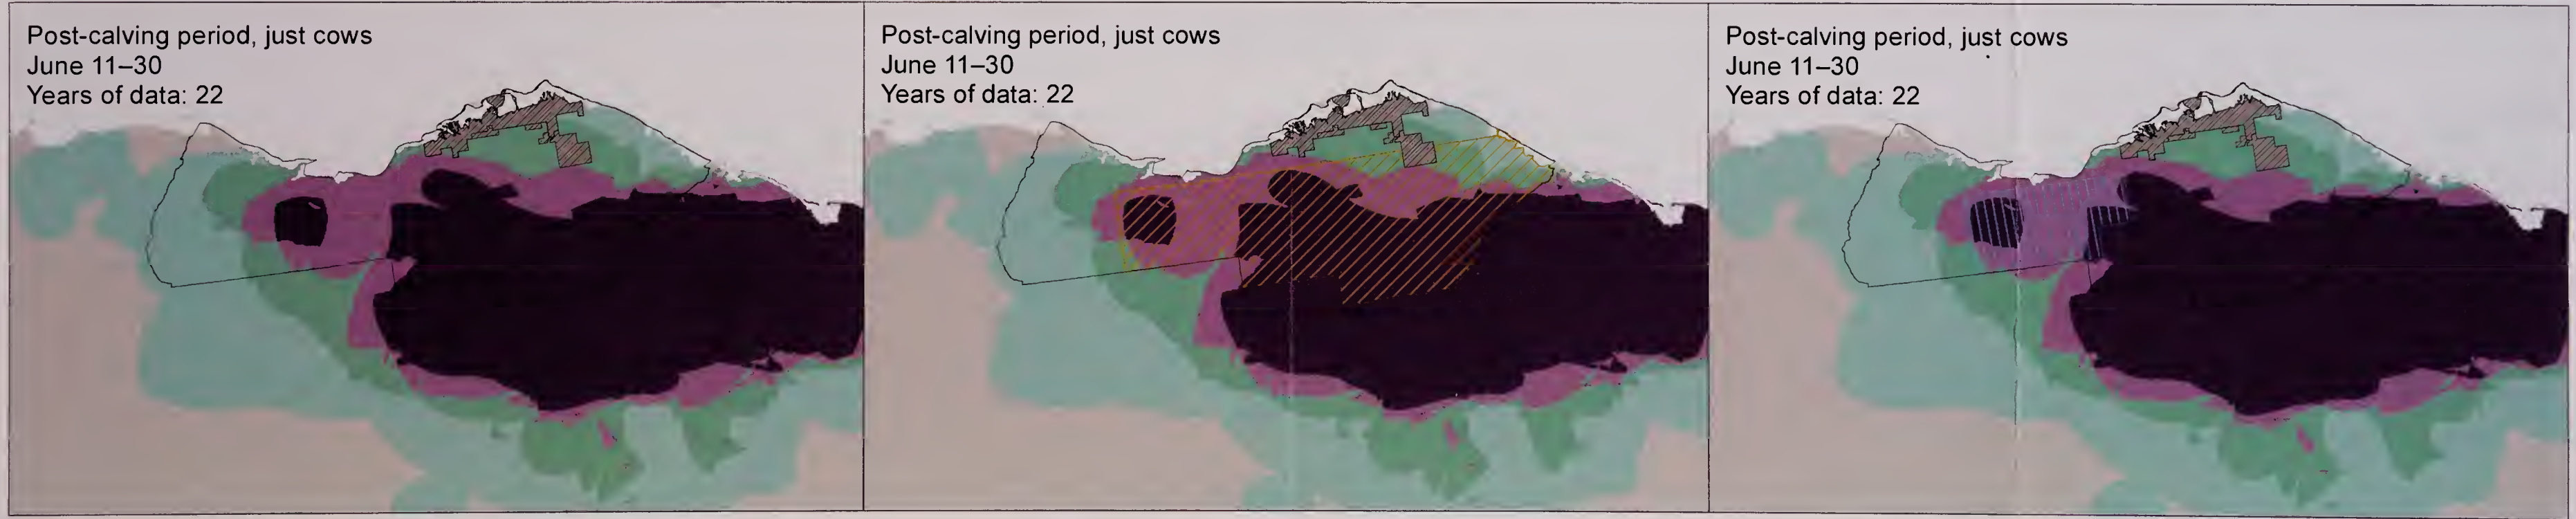 Post-calving period, just cows
June 11–30
Years of data: 22
Post-calving period, just cows
June 11–30
Years of data: 22
Post-calving period, just cows
June 11–30
Years of data: 22